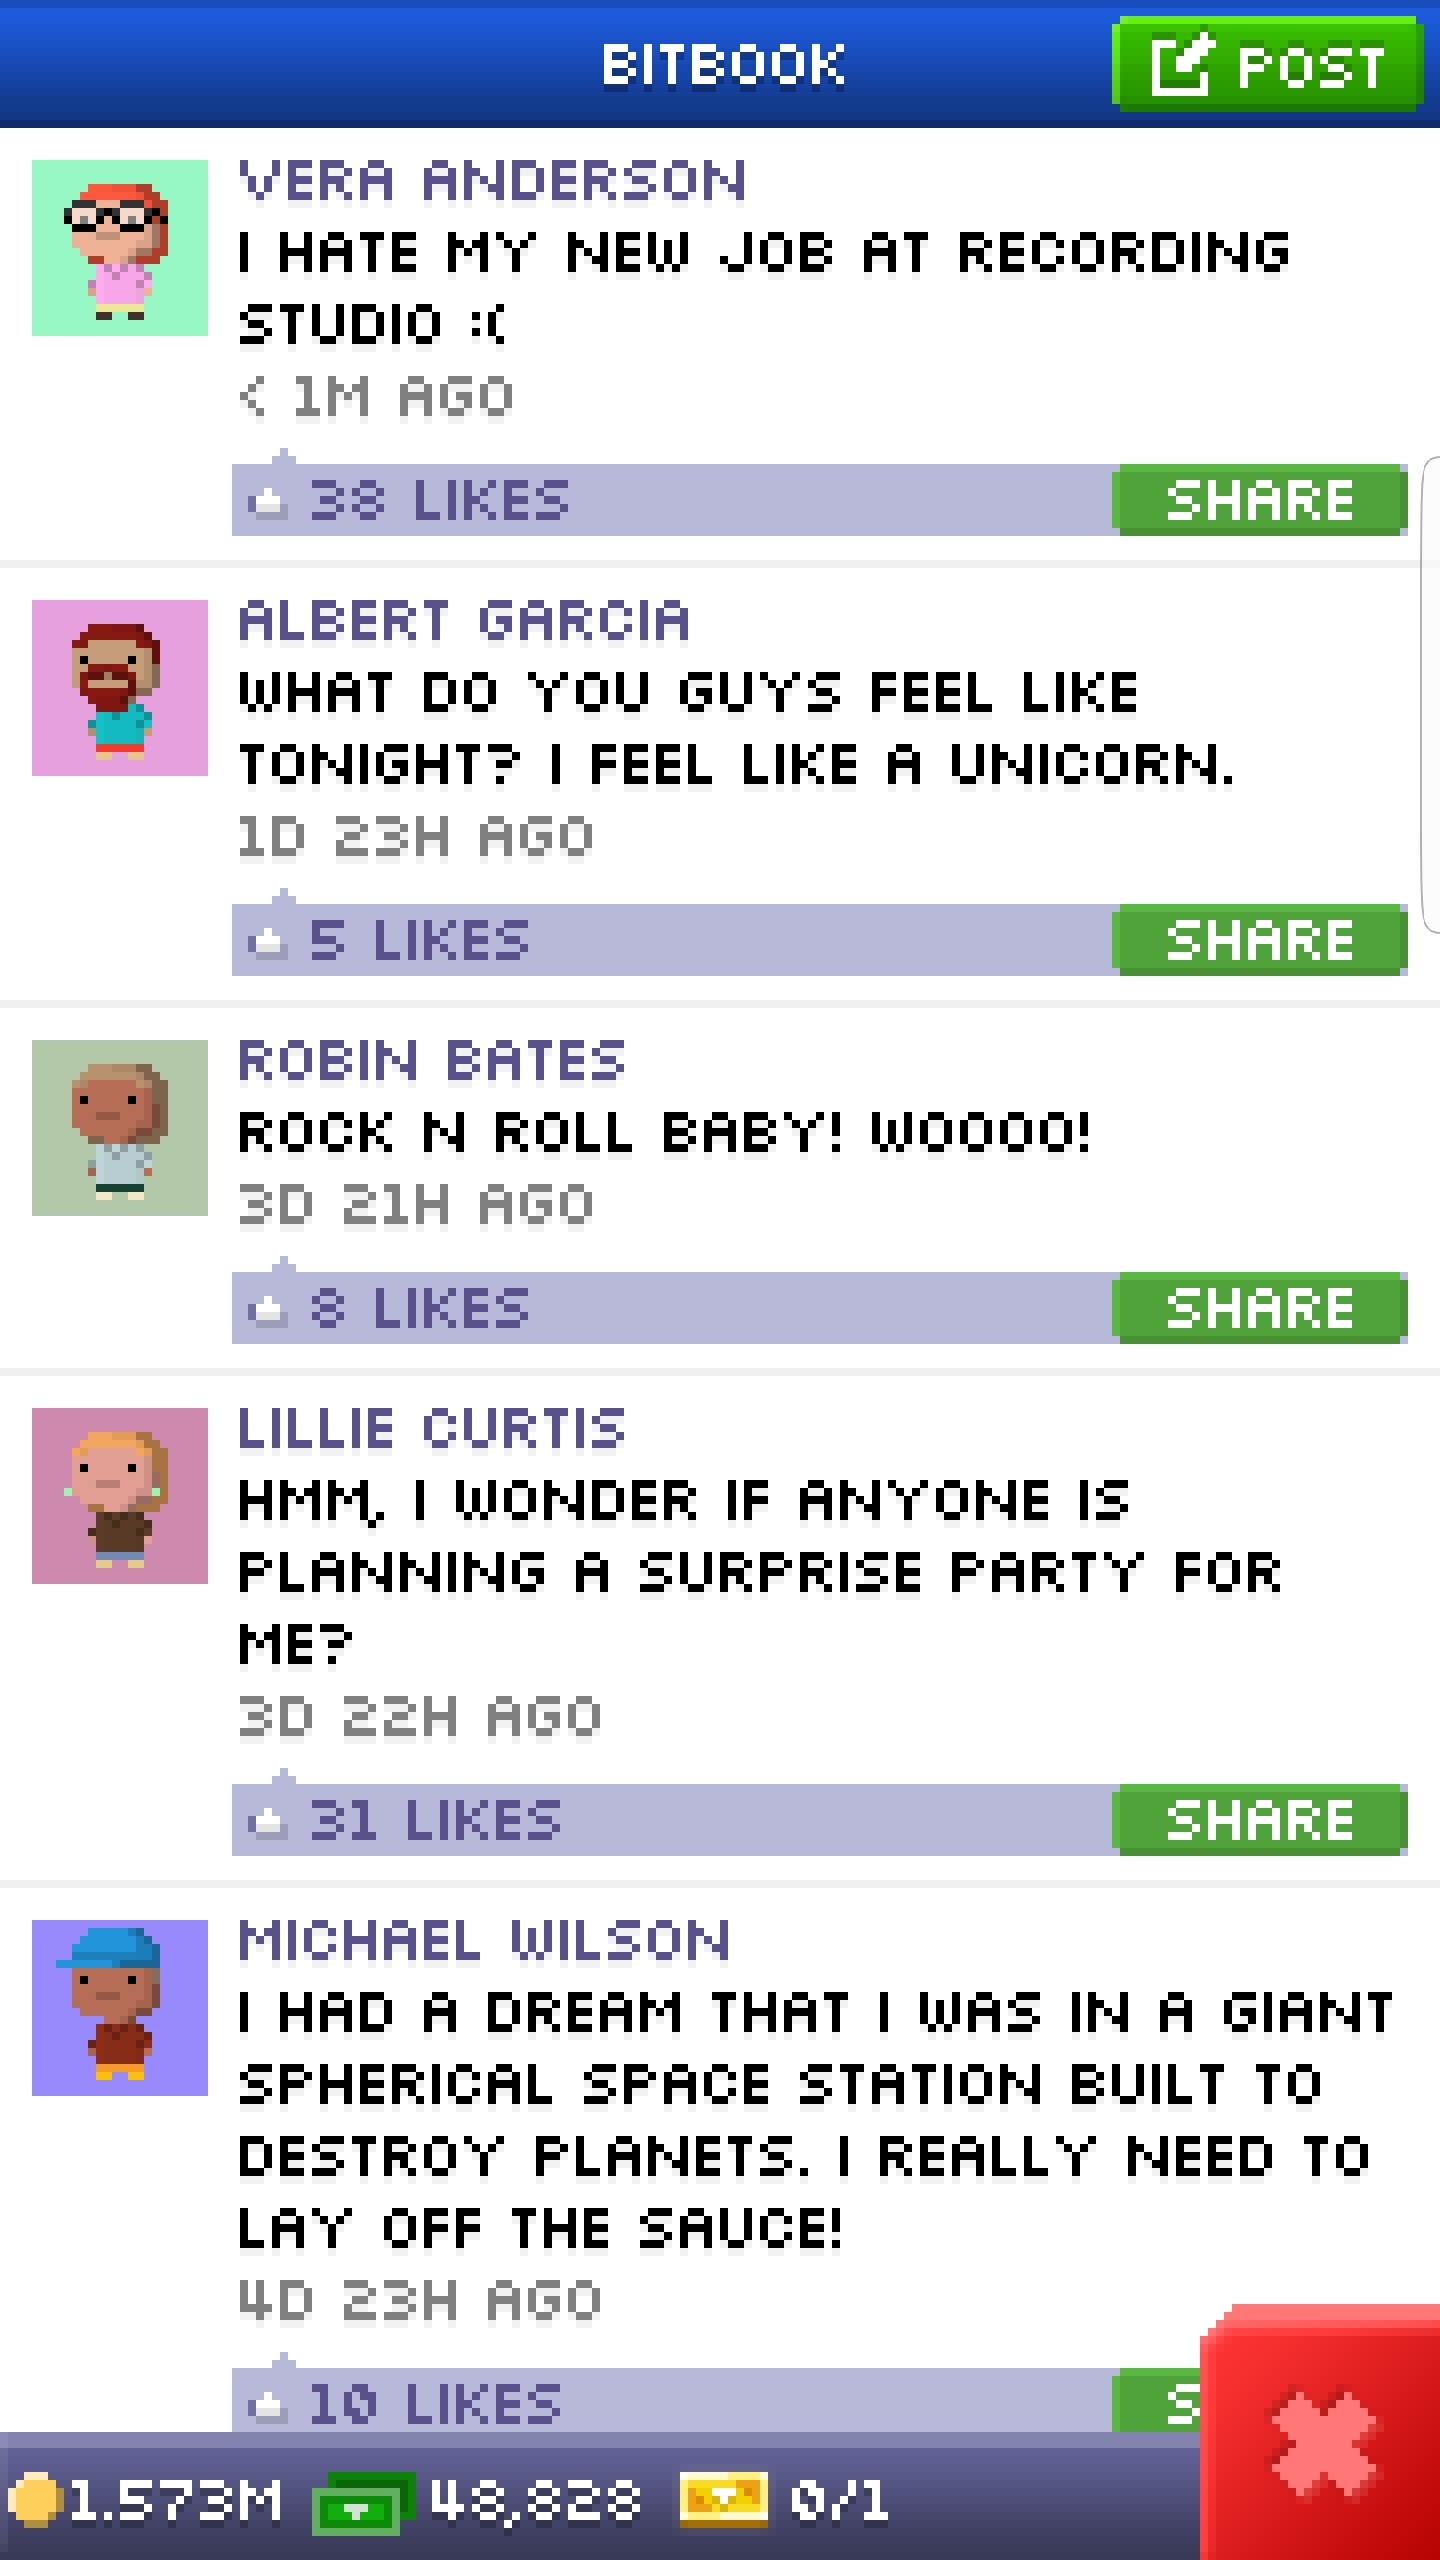 BITBOOK
POST
VERA ANDERSON
I HATE MY NEW JOB AT RECORDING
STUDIO :(
< 1M AGO
38 LIKES
SHARE
ALBERT GARCIA
WHAT DO YOU GUYS FEEL LIKE
TONIGHT? I FEEL LIKE A UNICORN.
1D 23H AGO
5 LIKES
SHARE
ROBIN BATES
ROCK N ROLL BABY! WOOOO!
3D 21H AGO
8 LIKES
SHARE
LILLIE CURTIS
HMM, I WONDER IF ANYONE IS
PLANNING A SURPRISE PARTY FOR
ME?
3D 22H AGO
31 LIKES
SHARE
MICHAEL WILSON
I HAD A DREAM THAT I WAS IN A GIANT
SPHERICAL SPACE STATION BUILT TO
DESTROY PLANETS. I REALLY NEED TO
LAY OFF THE SAUCE!
4D 23H AGO
10 LIKES
S
1.573M 48,828 0/1